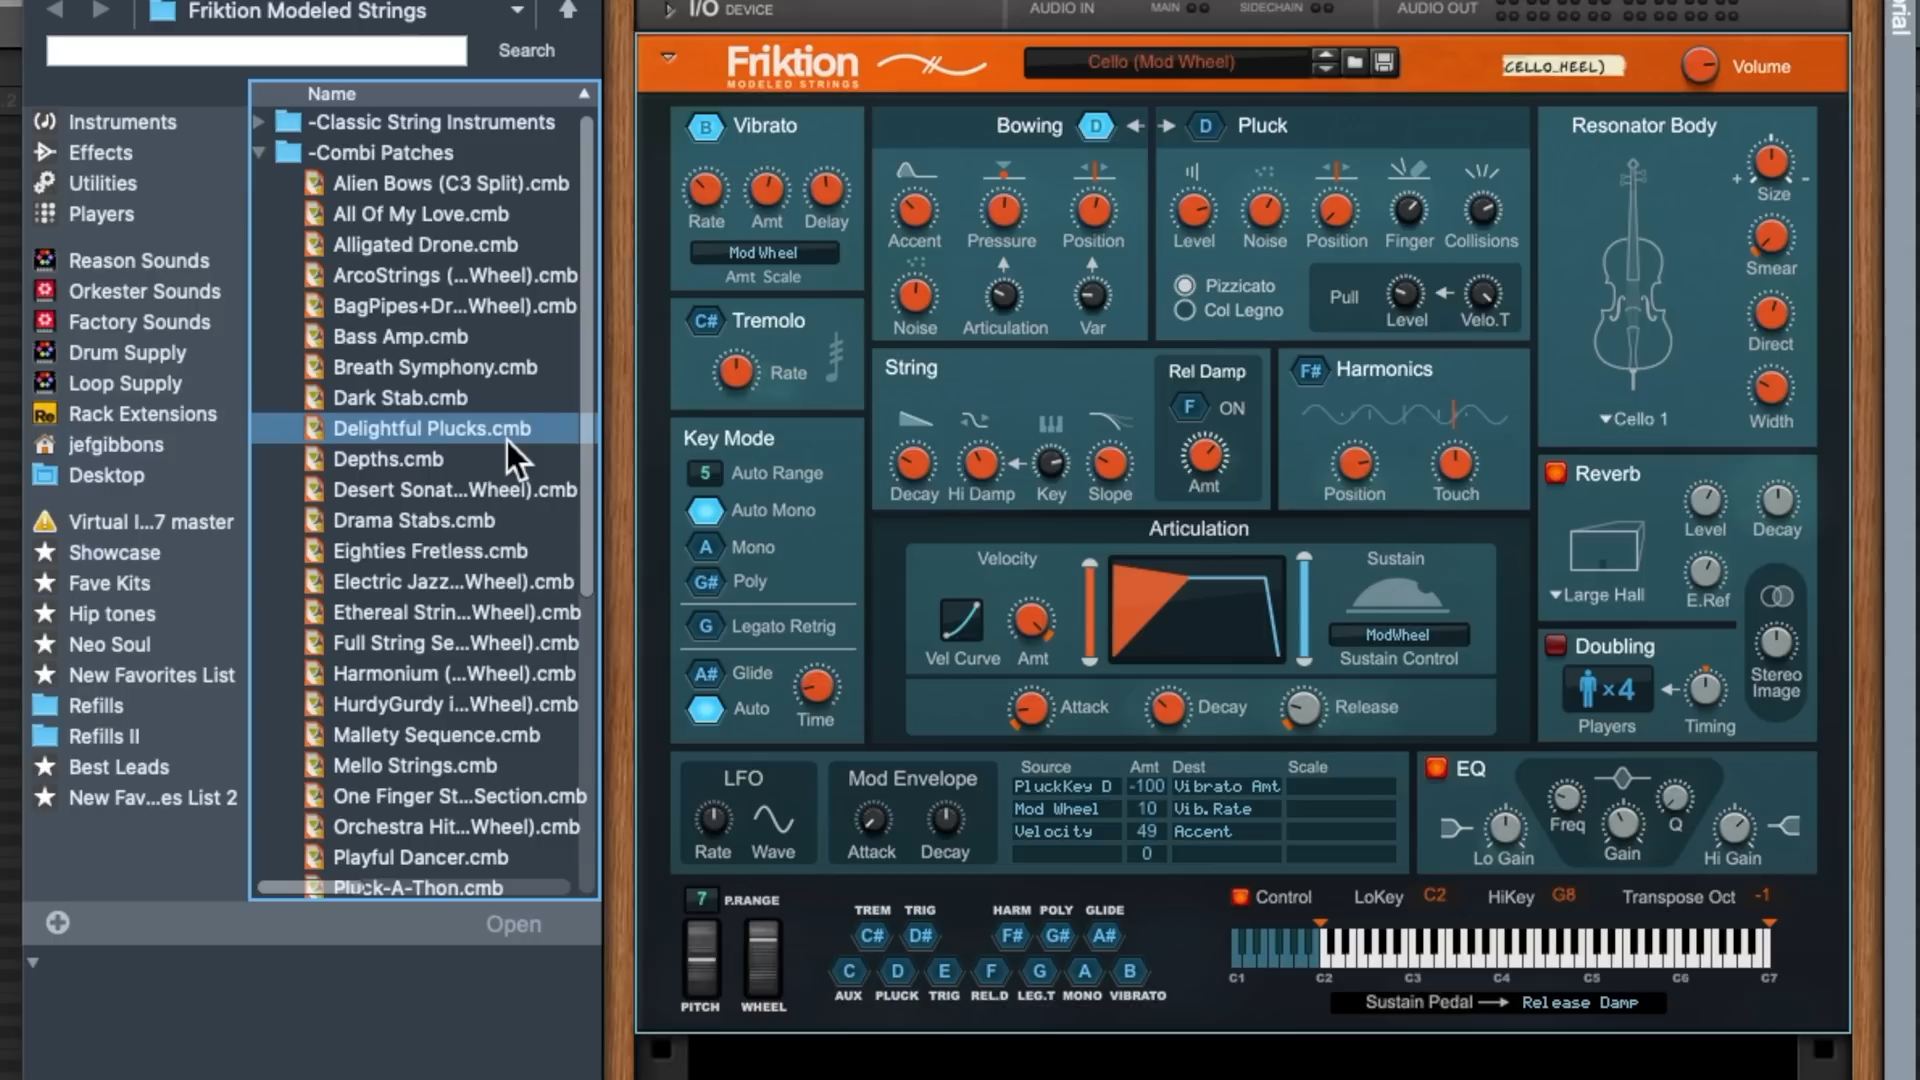 Friktion Modeled Strings
Search
Instruments
Effects
Utilities
Players
Reason Sounds
Orkester Sounds
Factory Sounds
Drum Supply
Loop Supply
Re Rack Extensions
jefgibbons
Desktop
Virtual I...7 master
Showcase
Fave Kits
Hip tones
Neo Soul
New Favorites List
Refills
Refills II
Best Leads
New Fav...es List 2
Name
-Classic String Instruments
-Combi Patches
Alien Bows (C3 Split).cmb
All Of My Love.cmb
Alligated Drone.cmb
ArcoStrings (...Wheel).cmb
BagPipes+Dr...Wheel).cmb
Bass Amp.cmb
Breath Symphony.cmb
Dark Stab.cmb
Delightful Plucks.cmb
Depths.cmb
Desert Sonat...Wheel).cmb
Drama Stabs.cmb
Eighties Fretless.cmb
Electric Jazz...Wheel).cmb
Ethereal Strin...Wheel).cmb
Full String Se...Wheel).cmb
Harmonium (...Wheel).cmb
HurdyGurdy i...Wheel).cmb
Mallety Sequence.cmb
Mello Strings.cmb
One Finger St...Section.cmb
Orchestra Hit...Wheel).cmb
Playful Dancer.cmb
Pluck-A-Thon.cmb
Open
I/O DEVICE AUDIO IN MAIN SIDECHAIN AUDIO OUT
Friktion
MODELED STRINGS
Cello (Mod Wheel)
CELLO_HEEL)
Volume
B Vibrato
Rate Amt Delay
Mod Wheel
Amt Scale
C# Tremolo
Rate
Key Mode
5 Auto Range
Auto Mono
A Mono
G# Poly
G Legato Retrig
A# Glide
Auto
Time
Bowing D
Accent Pressure Position
Noise Articulation Var
D Pluck
Level Noise Position Finger Collisions
Pizzicato
Col Legno
Pull Level Velo.T
String
Decay Hi Damp Key Slope
Rel Damp
F ON
Amt
F# Harmonics
Position Touch
Articulation
Velocity
Vel Curve Amt
Sustain
ModWheel
Sustain Control
Attack Decay Release
Resonator Body
Size
Smear
Direct
Width
Cello 1
Reverb
Level Decay
E.Ref
Large Hall
Doubling
x4
Players Timing
Stereo
Image
LFO
Rate Wave
Mod Envelope
Attack Decay
Source Amt Dest Scale
PluckKey D -100 Vibrato Amt
Mod Wheel 10 Vib.Rate
Velocity 49 Accent
0
EQ
Lo Gain Freq Gain Q Hi Gain
7 P.RANGE
PITCH WHEEL
TREM TRIG HARM POLY GLIDE
C# D# F# G# A#
C D E F G A B
AUX PLUCK TRIG REL.D LEG.T MONO VIBRATO
Control LoKey C2 HiKey G8 Transpose Oct -1
C1 C2 C3 C4 C5 C6 C7
Sustain Pedal Release Damp